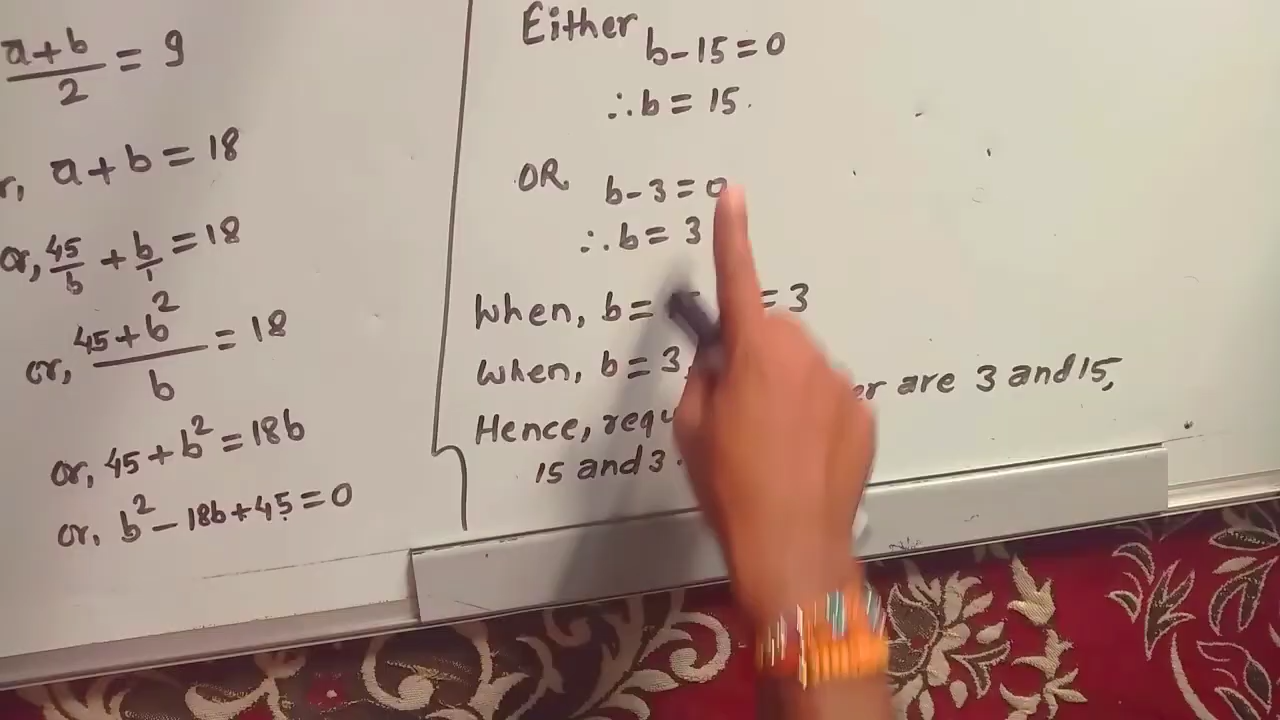 a+b/2 = 9
r, a+b = 18
or, 45/b + b/1 = 18
or, 45+b²/b = 18
or, 45+b² = 18b
or, b² - 18b+45 = 0
Either b-15=0
∴ b = 15.
OR b-3=0
∴ b = 3
When, b= = 3
When, b = 3,
Hence, are 3 and 15,
15 and 3.